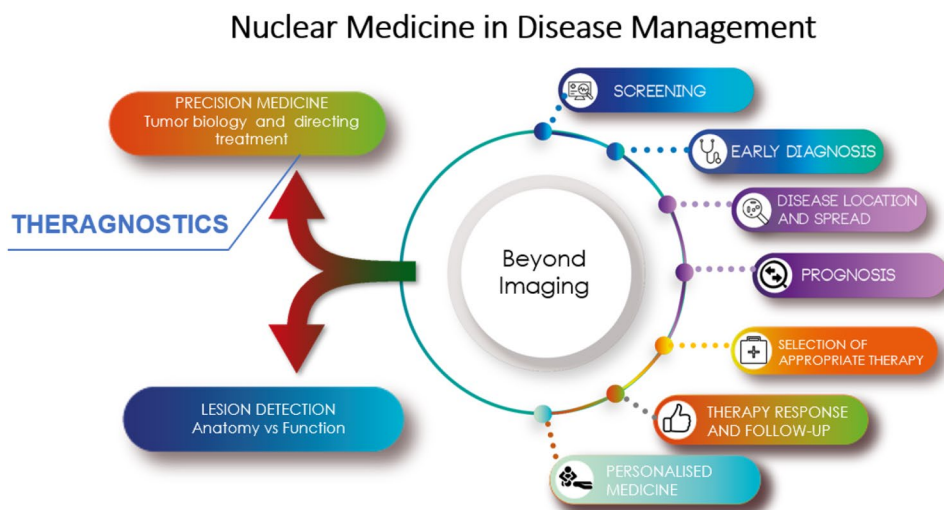 Nuclear Medicine in Disease Management
PRECISION MEDICINE
Tumor biology and directing
treatment
THERAGNOSTICS
LESION DETECTION
Anatomy vs Function
Beyond
Imaging
SCREENING
EARLY DIAGNOSIS
DISEASE LOCATION
AND SPREAD
PROGNOSIS
SELECTION OF
APPROPRIATE THERAPY
THERAPY RESPONSE
AND FOLLOW-UP
PERSONALISED
MEDICINE